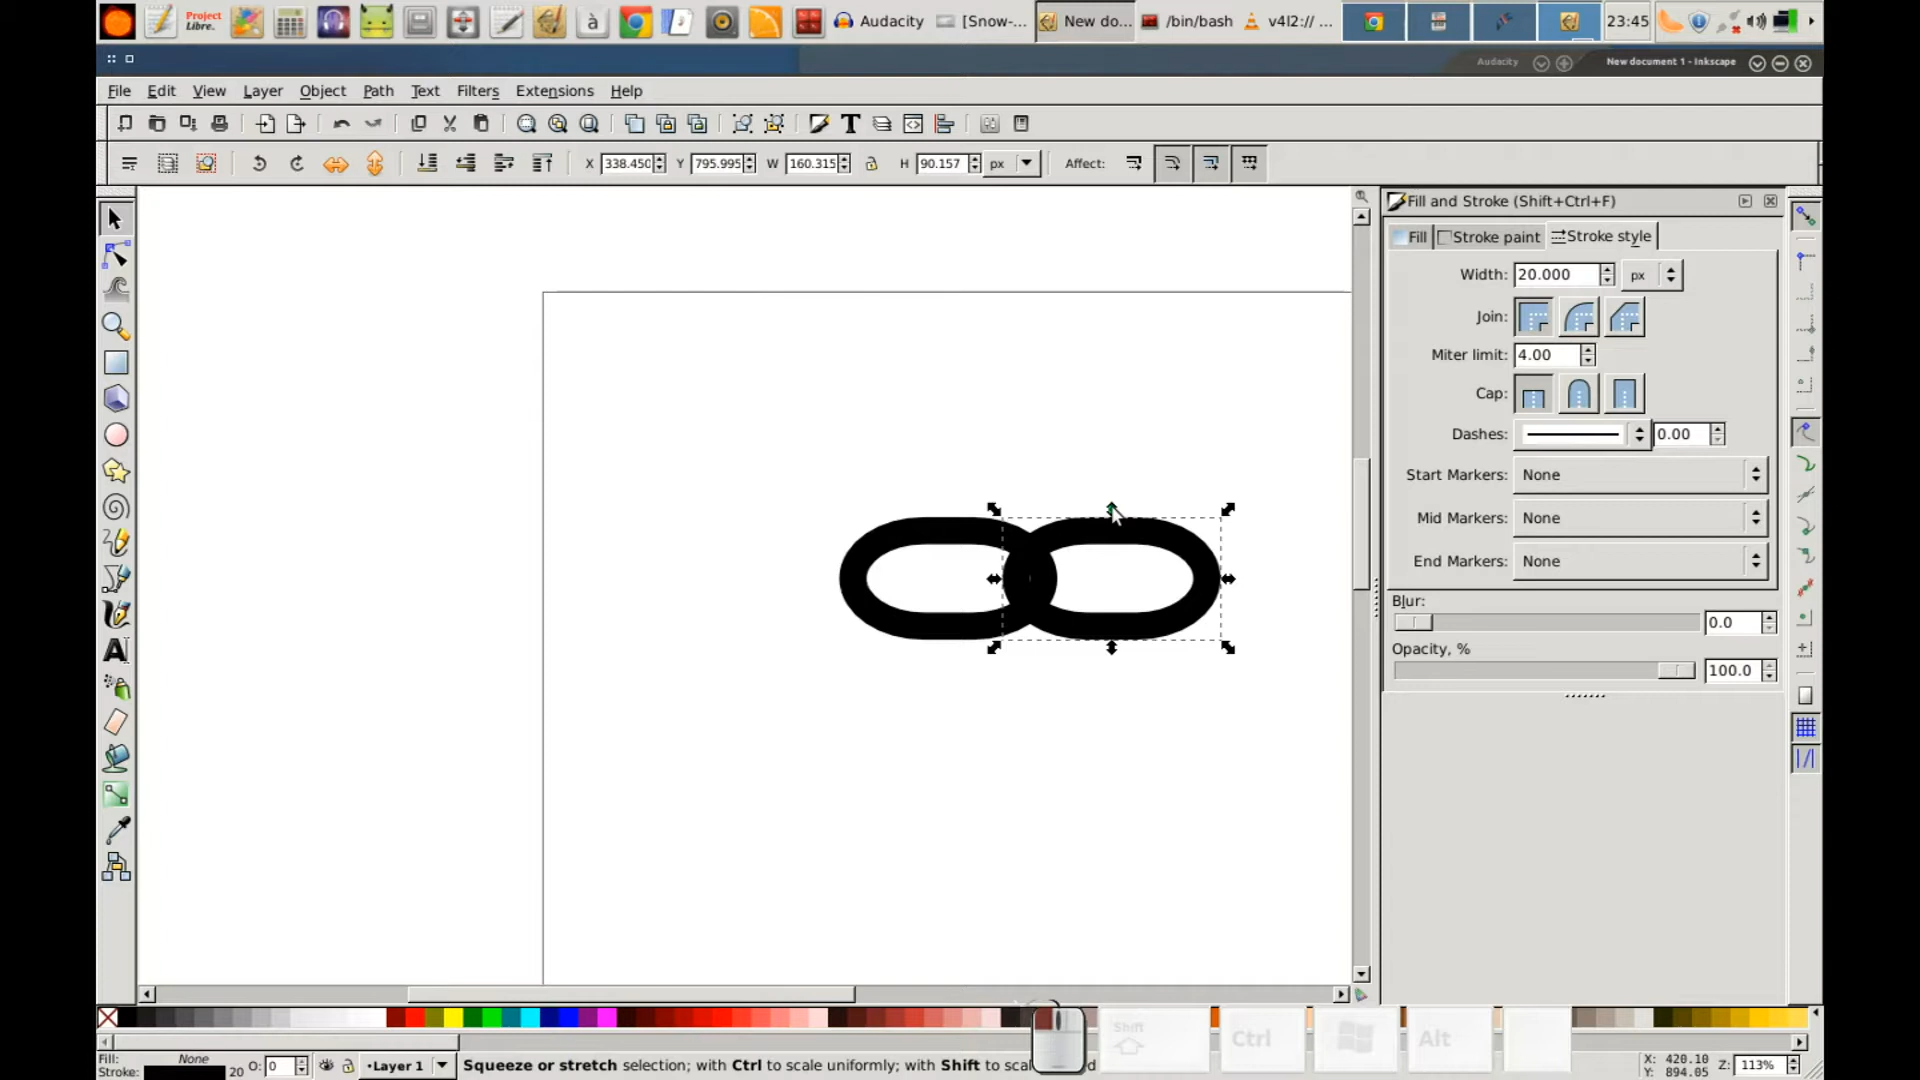 Project
Libre.
à
Audacity
[Snow-...
New do...
/bin/bash
v4l2:// ...
23:45
Audacity
New document 1 - Inkscape
File Edit View Layer Object Path Text Filters Extensions Help
X 338.450 Y 795.995 W 160.315 H 90.157 px Affect:
Fill and Stroke (Shift+Ctrl+F)
Fill Stroke paint Stroke style
Width: 20.000 px
Join:
Miter limit: 4.00
Cap:
Dashes: 0.00
Start Markers: None
Mid Markers: None
End Markers: None
Blur:
0.0
Opacity, %
100.0
Shift Ctrl Alt
Fill: None
Stroke: 20
O: 0
•Layer 1
Squeeze or stretch selection; with Ctrl to scale uniformly; with Shift to scal
X: 420.10
Y: 894.05
Z: 113%